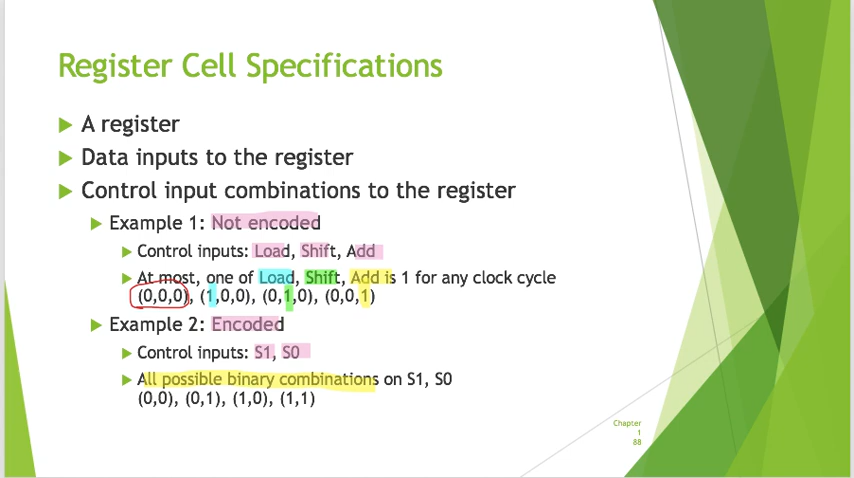 Register Cell Specifications
A register
Data inputs to the register
Control input combinations to the register
Example 1: Not encoded
Control inputs: Load, Shift, Add
At most, one of Load, Shift, Add is 1 for any clock cycle
(0,0,0), (1,0,0), (0,1,0), (0,0,1)
Example 2: Encoded
Control inputs: S1, S0
All possible binary combinations on S1, S0
(0,0), (0,1), (1,0), (1,1)
Chapter
1
88